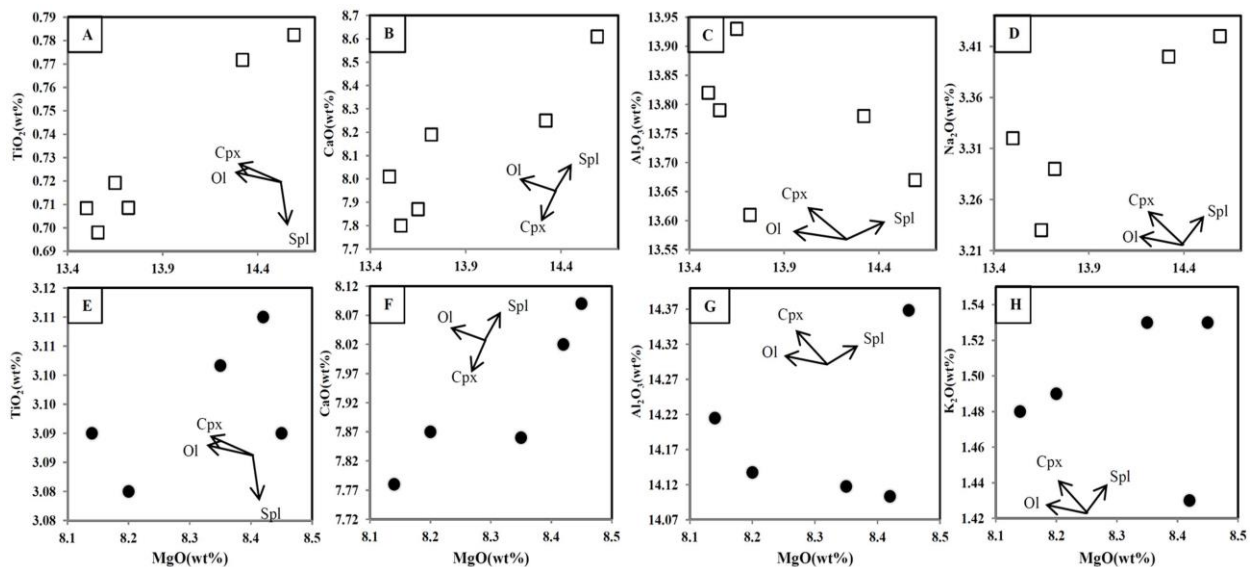 A
TiO2(wt%)
0.79
0.78
0.77
0.76
0.75
0.74
0.73
0.72
0.71
0.70
0.69
Cpx
Ol
Spl
13.4
13.9
14.4
B
CaO(wt%)
8.7
8.6
8.5
8.4
8.3
8.2
8.1
8.0
7.9
7.8
7.7
Spl
Ol
Cpx
13.4
13.9
14.4
C
Al2O3(wt%)
13.95
13.90
13.85
13.80
13.75
13.70
13.65
13.60
13.55
Cpx
Ol
Spl
13.4
13.9
14.4
D
Na2O(wt%)
3.41
3.36
3.31
3.26
3.21
Cpx
Spl
Ol
13.4
13.9
14.4
E
TiO2(wt%)
3.12
3.11
3.11
3.10
3.10
3.09
3.09
3.08
3.08
Cpx
Ol
Spl
8.1
8.2
8.3
8.4
8.5
MgO(wt%)
F
CaO(wt%)
8.12
8.07
8.02
7.97
7.92
7.87
7.82
7.77
7.72
Spl
Ol
Cpx
8.1
8.2
8.3
8.4
8.5
MgO(wt%)
G
Al2O3(wt%)
14.37
14.32
14.27
14.22
14.17
14.12
14.07
Cpx
Ol
Spl
8.1
8.2
8.3
8.4
8.5
MgO(wt%)
H
K2O(wt%)
1.54
1.53
1.51
1.50
1.48
1.47
1.45
1.44
1.42
Cpx
Spl
Ol
8.1
8.2
8.3
8.4
8.5
MgO(wt%)